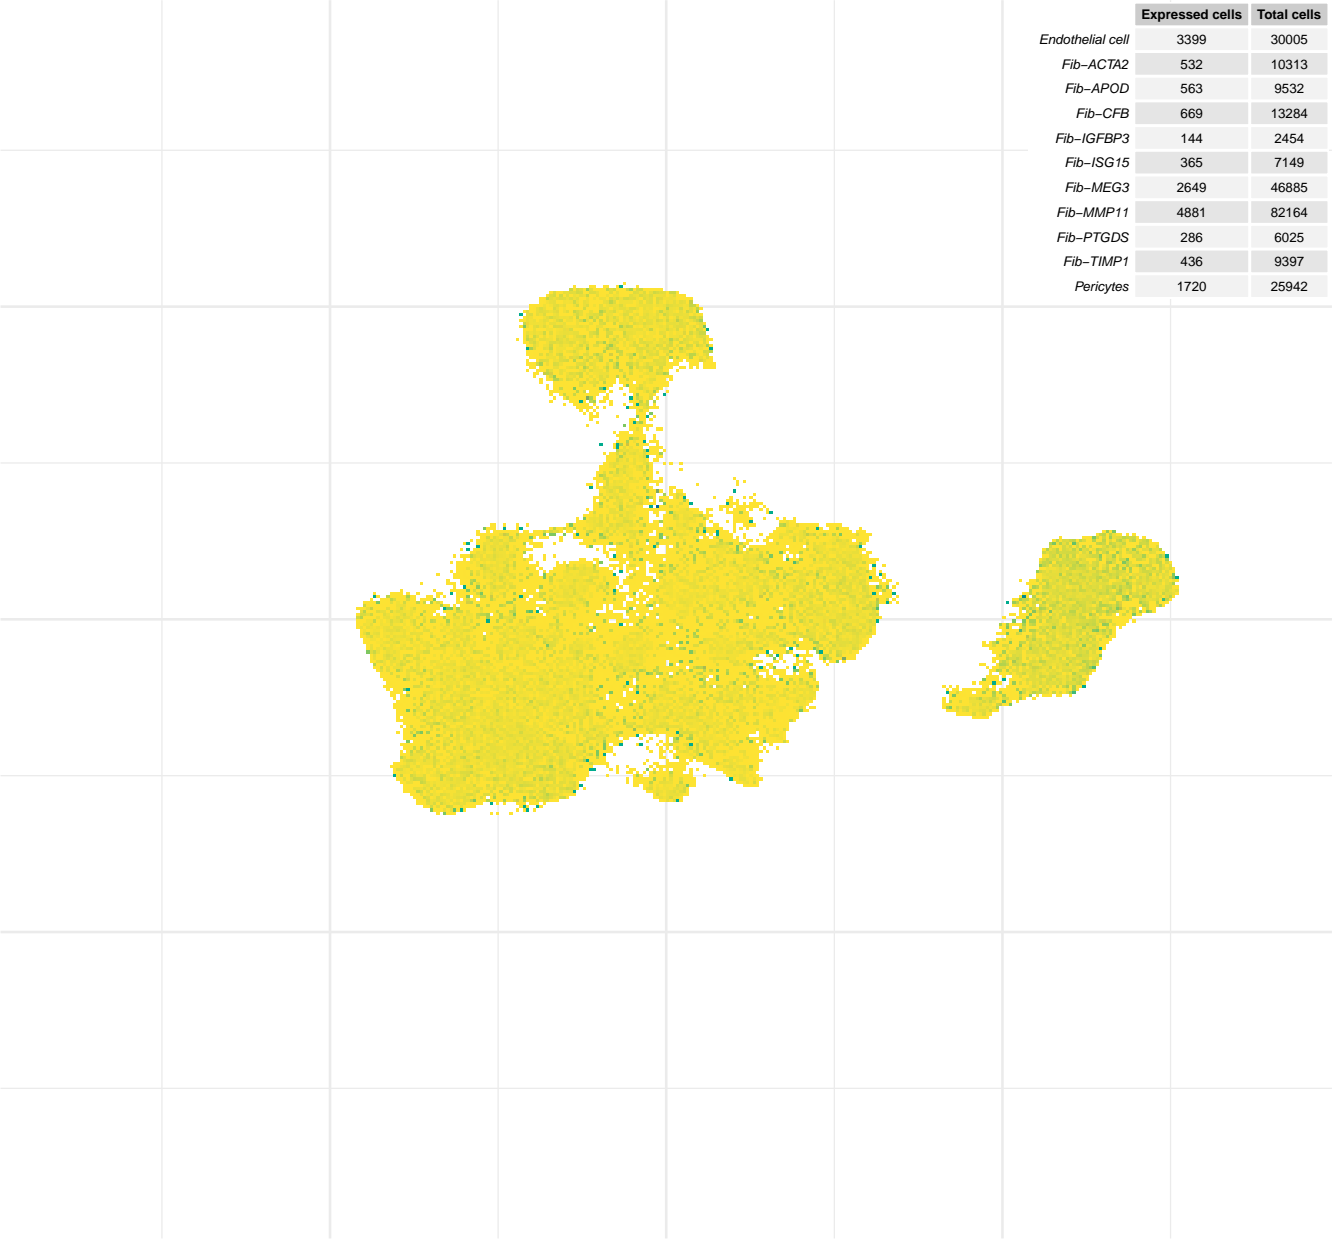 Expressed cells Total cells
Endothelial cell 3399 30005
Fib−ACTA2 532 10313
Fib−APOD 563 9532
Fib−CFB 669 13284
Fib−IGFBP3 144 2454
Fib−ISG15 365 7149
Fib−MEG3 2649 46885
Fib−MMP11 4881 82164
Fib−PTGDS 286 6025
Fib−TIMP1 436 9397
Pericytes 1720 25942